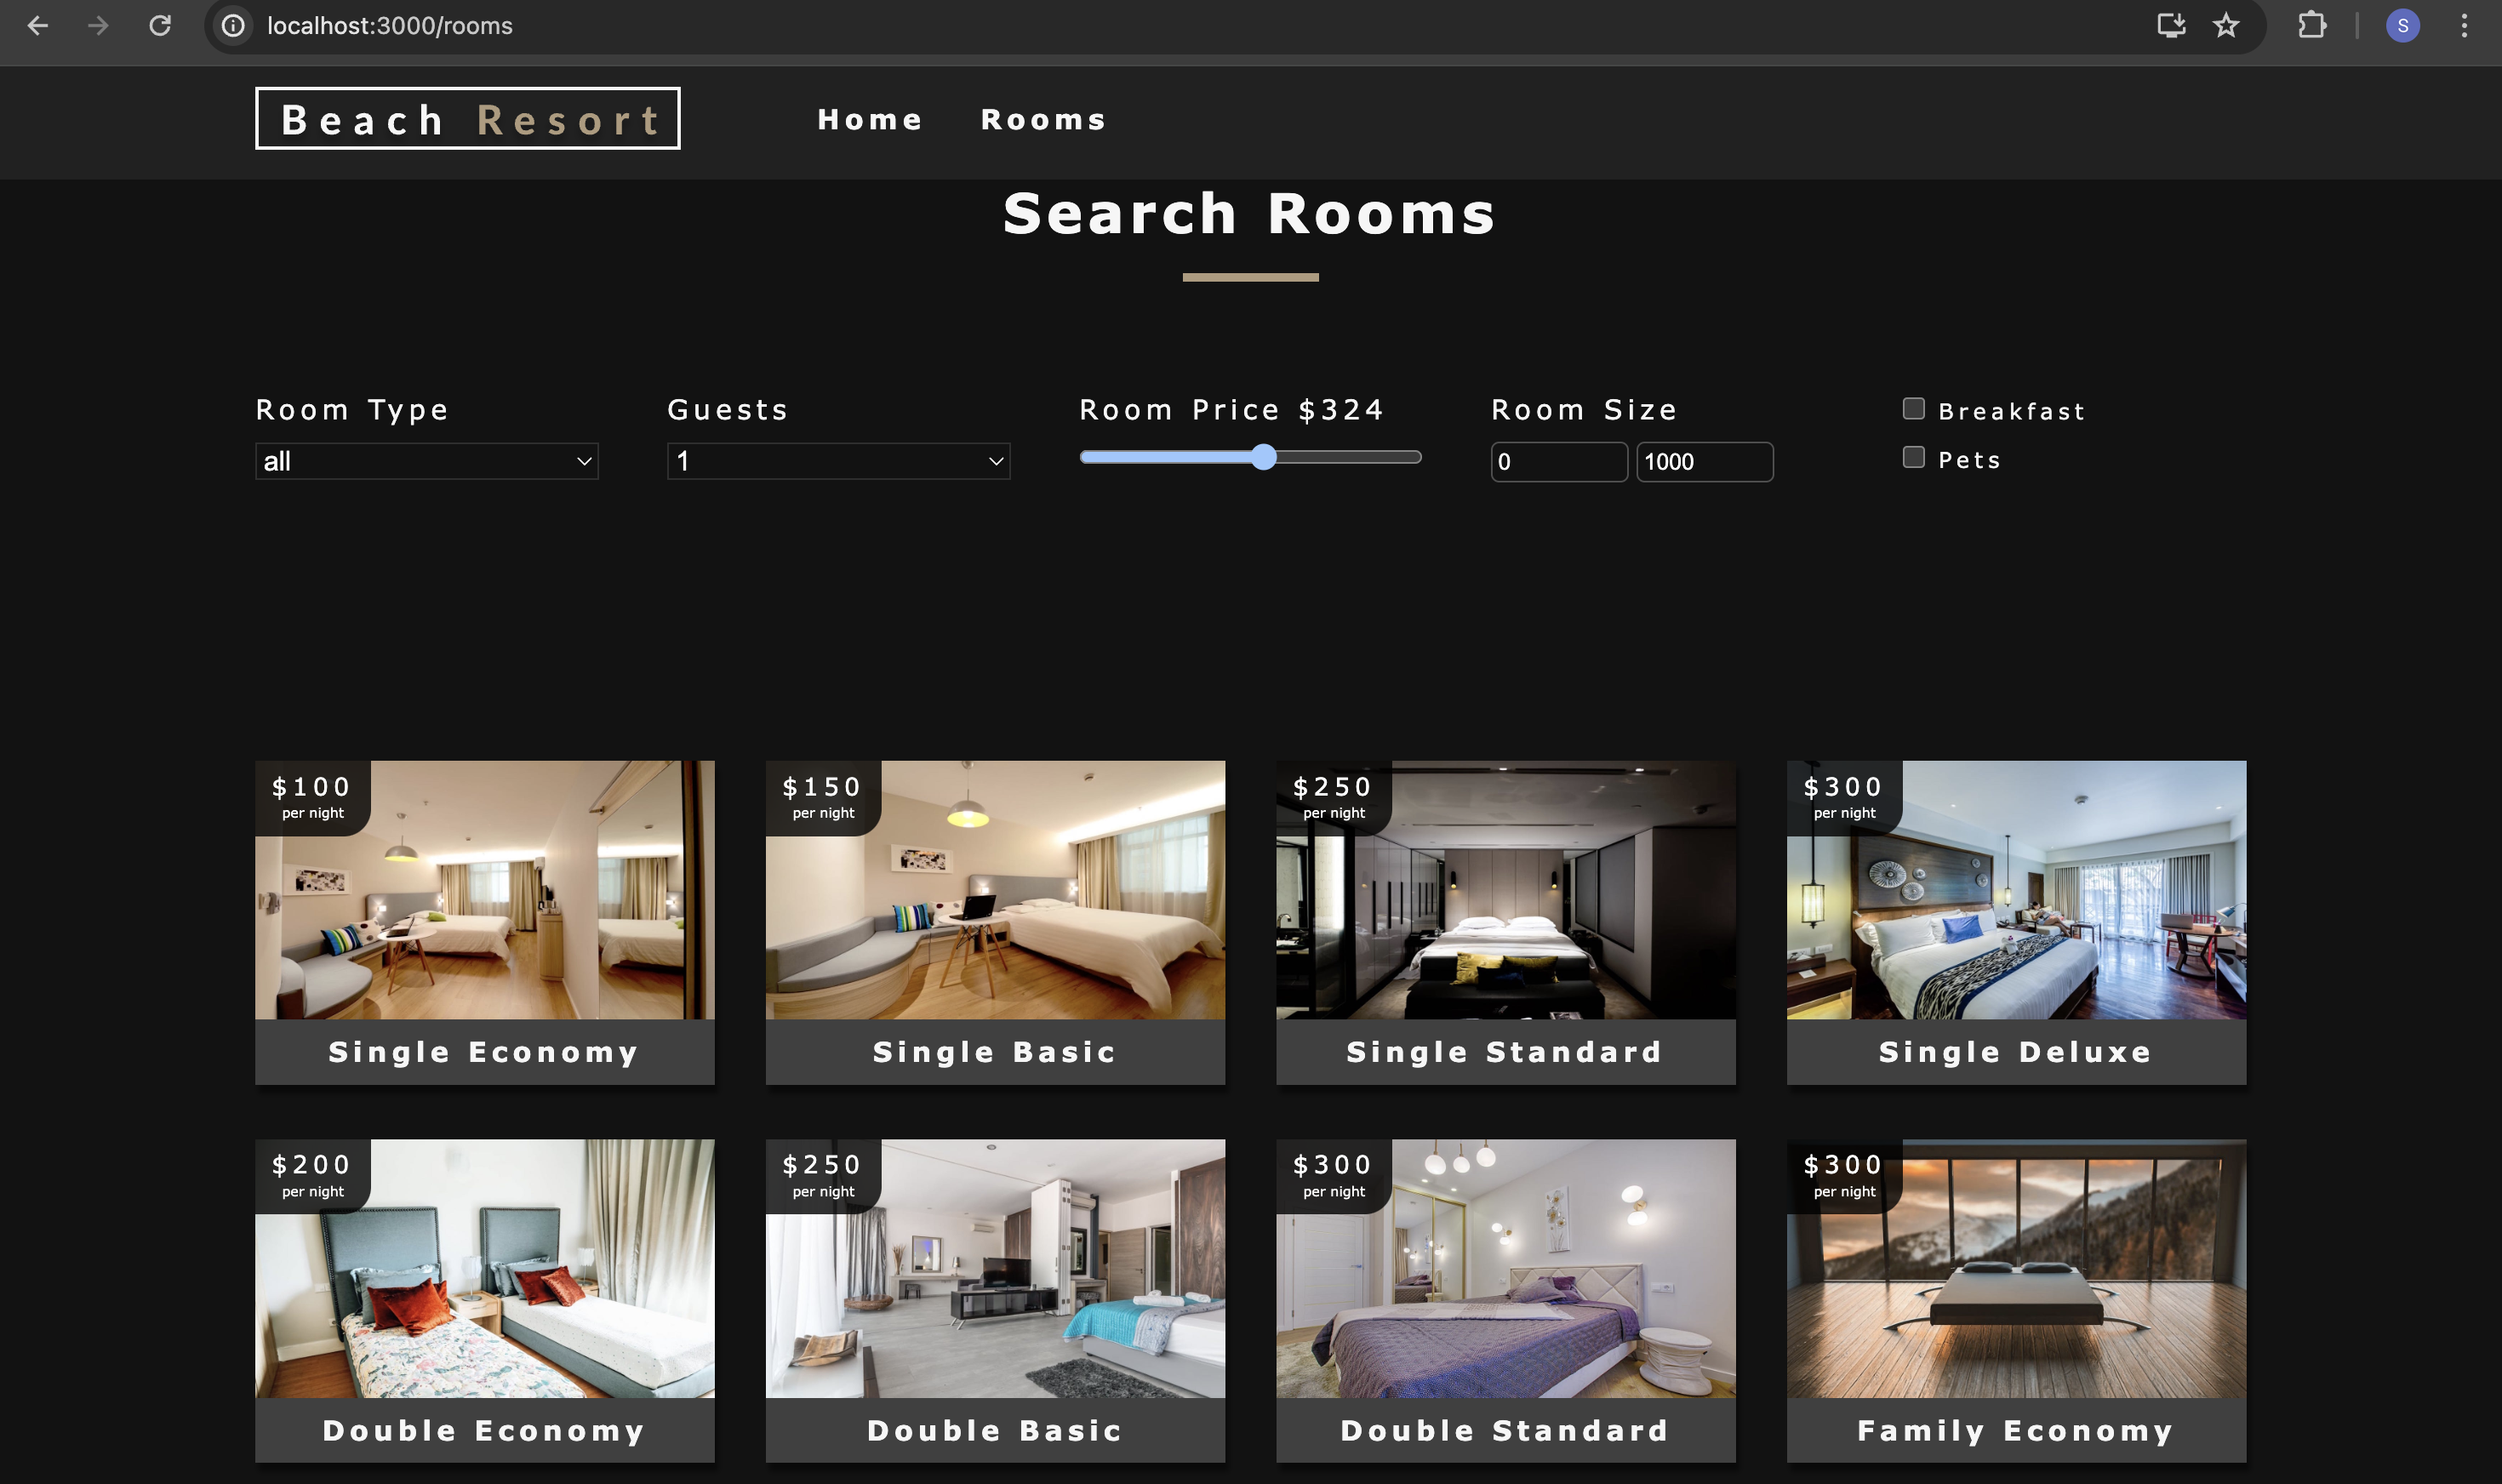 localhost:3000/rooms
S
Beach Resort
Home
Rooms
Search Rooms
Room Type
Guests
Room Price $324
Room Size
Breakfast
all
1
0
1000
Pets
$100
per night
$150
per night
$250
per night
$300
per night
Single Economy
Single Basic
Single Standard
Single Deluxe
$200
per night
$250
per night
$300
per night
$300
per night
Double Economy
Double Basic
Double Standard
Family Economy